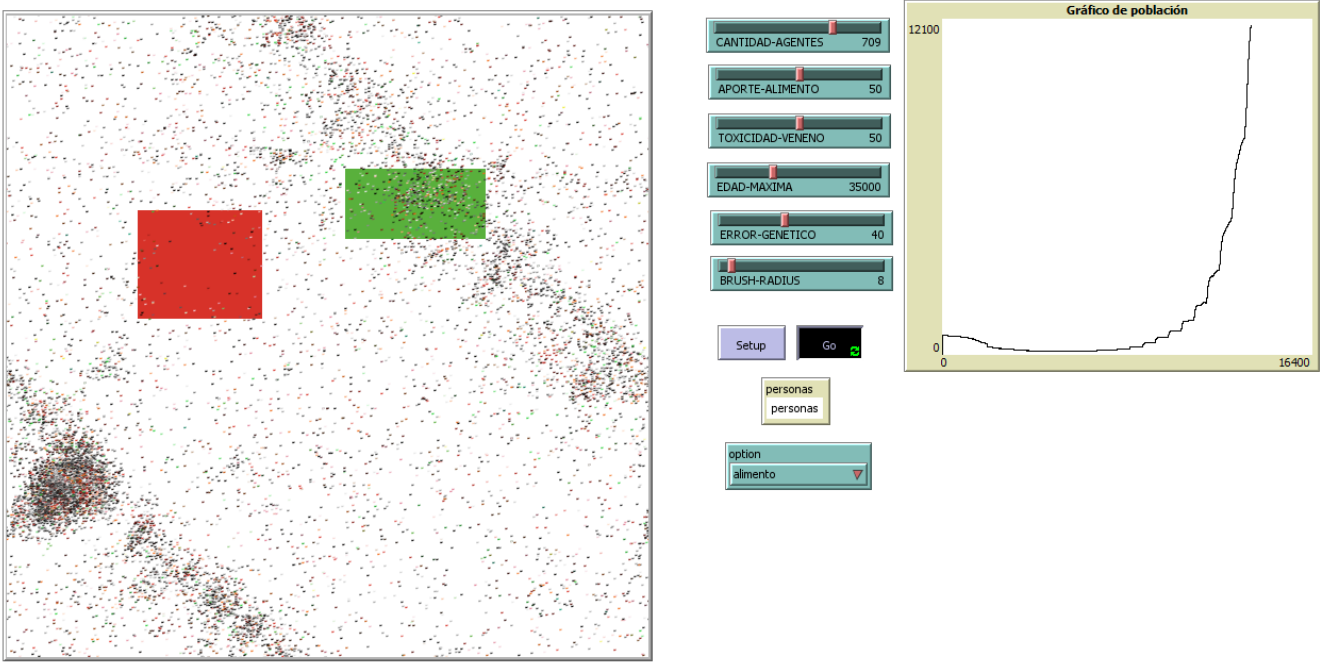 CANTIDAD-AGENTES 709
APORTE-ALIMENTO 50
TOXICIDAD-VENENO 50
EDAD-MAXIMA 35000
ERROR-GENETICO 40
BRUSH-RADIUS 8
Setup Go
personas
personas
option
alimento
Gráfico de población
12100
0
0 16400